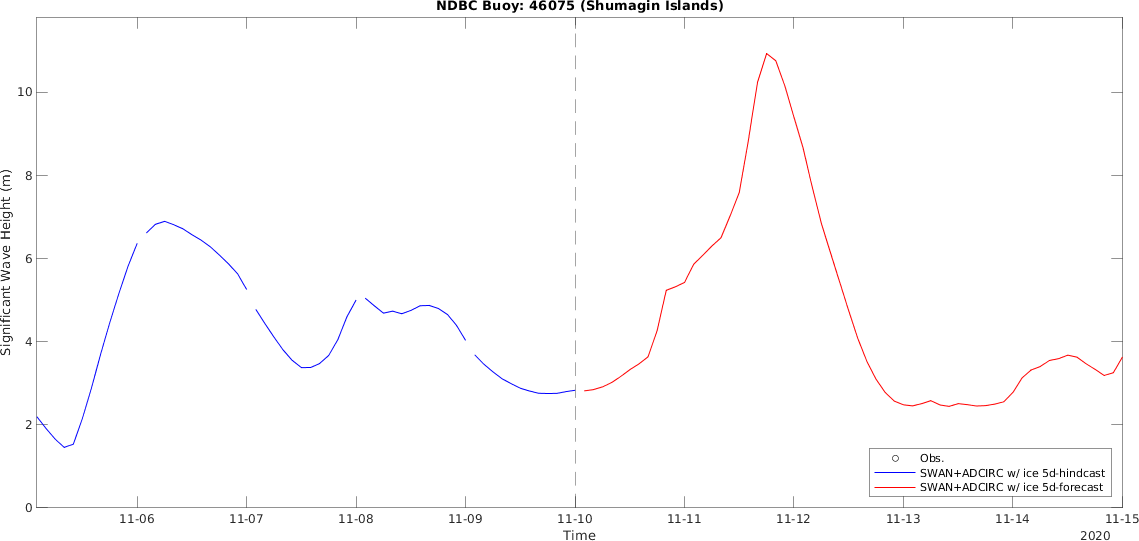 NDBC Buoy: 46075 (Shumagin Islands)
Significant Wave Height (m)
10
8
6
4
2
0
Obs.
SWAN+ADCIRC w/ ice 5d-hindcast
SWAN+ADCIRC w/ ice 5d-forecast
11-06 11-07 11-08 11-09 11-10 11-11 11-12 11-13 11-14 11-15
Time
2020